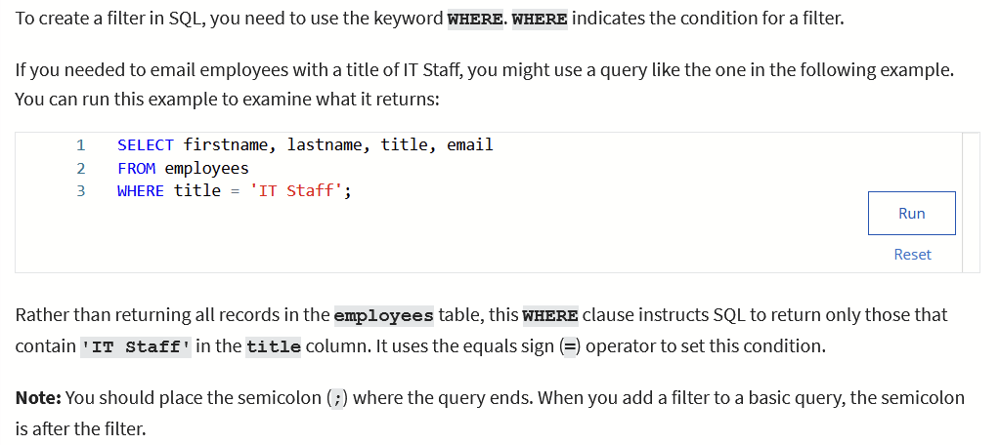 To create a filter in SQL, you need to use the keyword WHERE. WHERE indicates the condition for a filter.
If you needed to email employees with a title of IT Staff, you might use a query like the one in the following example.
You can run this example to examine what it returns:
1 SELECT firstname, lastname, title, email
2 FROM employees
3 WHERE title = 'IT Staff';
Run
Reset
Rather than returning all records in the employees table, this WHERE clause instructs SQL to return only those that
contain 'IT Staff' in the title column. It uses the equals sign (=) operator to set this condition.
Note: You should place the semicolon (;) where the query ends. When you add a filter to a basic query, the semicolon
is after the filter.